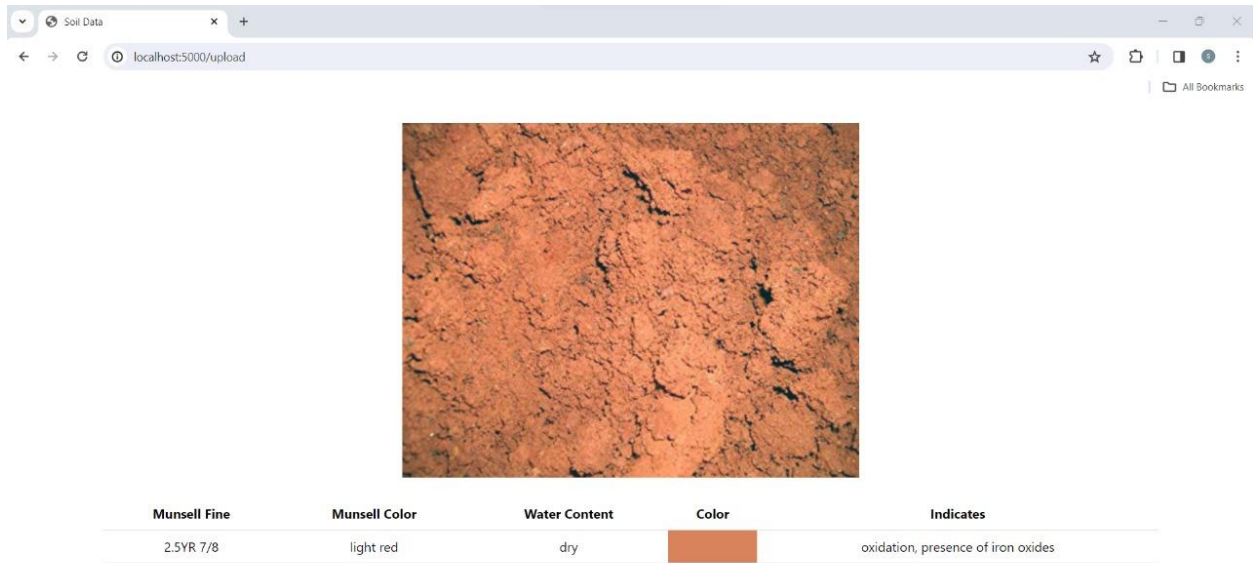 Soil Data
localhost:5000/upload
S
All Bookmarks
Munsell Fine Munsell Color Water Content Color Indicates
2.5YR 7/8 light red dry oxidation, presence of iron oxides